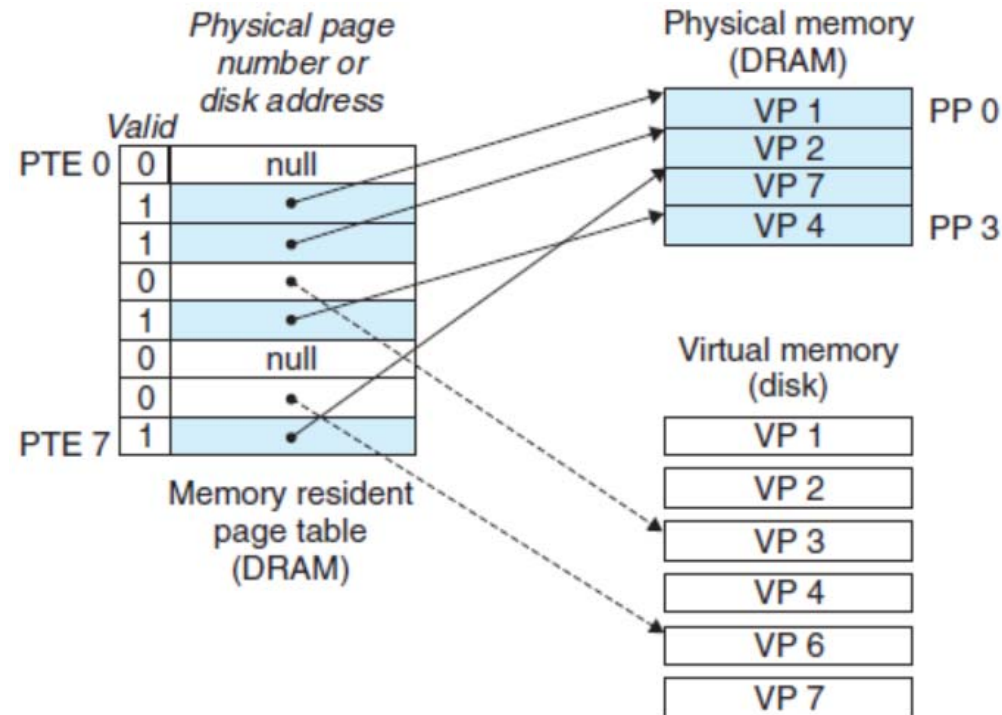 Physical page
number or
disk address
Valid
PTE 0
0
null
1
1
0
1
0
null
0
PTE 7
1
Memory resident
page table
(DRAM)
Physical memory
(DRAM)
VP 1
PP 0
VP 2
VP 7
VP 4
PP 3
Virtual memory
(disk)
VP 1
VP 2
VP 3
VP 4
VP 6
VP 7